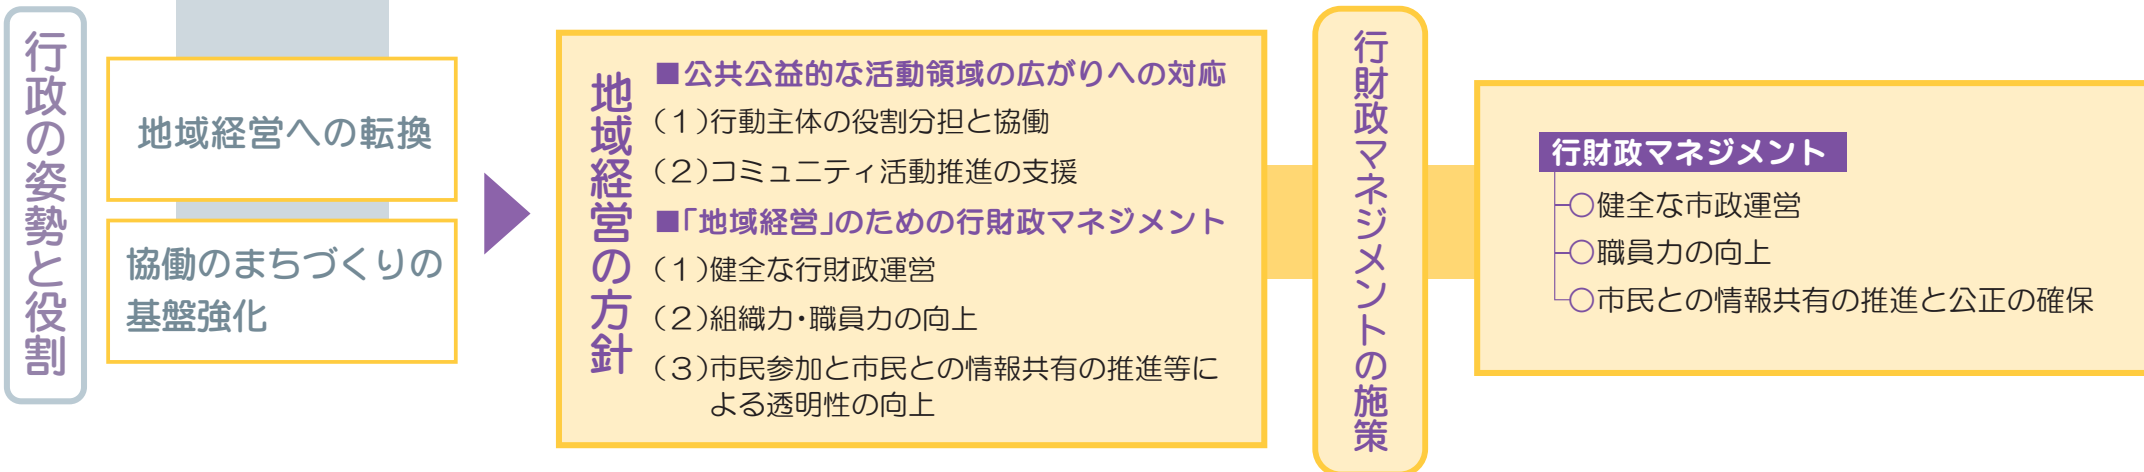 行政の姿勢と役割
地域経営への転換
協働のまちづくりの
基盤強化
地域経営の方針
■公共公益的な活動領域の広がりへの対応
(1)行動主体の役割分担と協働
(2)コミュニティ活動推進の支援
■「地域経営」のための行財政マネジメント
(1)健全な行財政運営
(2)組織力・職員力の向上
(3)市民参加と市民との情報共有の推進等に
よる透明性の向上
行財政マネジメントの施策
行財政マネジメント
○健全な市政運営
○職員力の向上
○市民との情報共有の推進と公正の確保